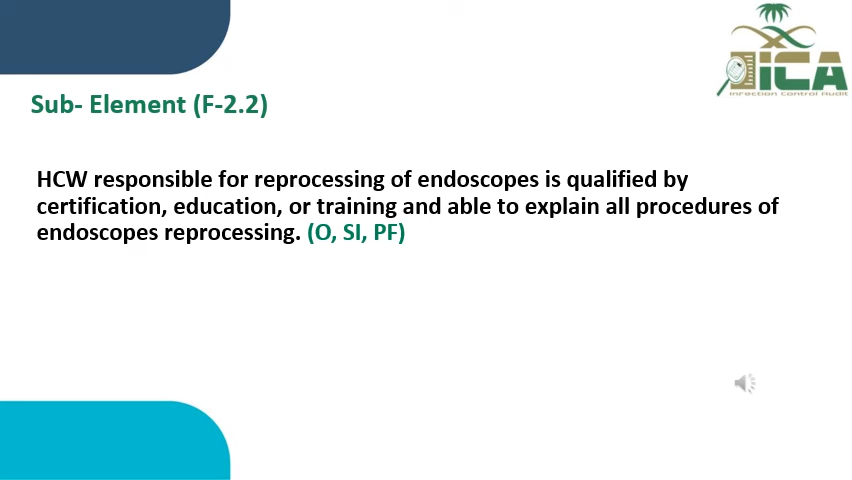 ICA
Infection Control Audit
Sub- Element (F-2.2)
HCW responsible for reprocessing of endoscopes is qualified by
certification, education, or training and able to explain all procedures of
endoscopes reprocessing. (O, SI, PF)